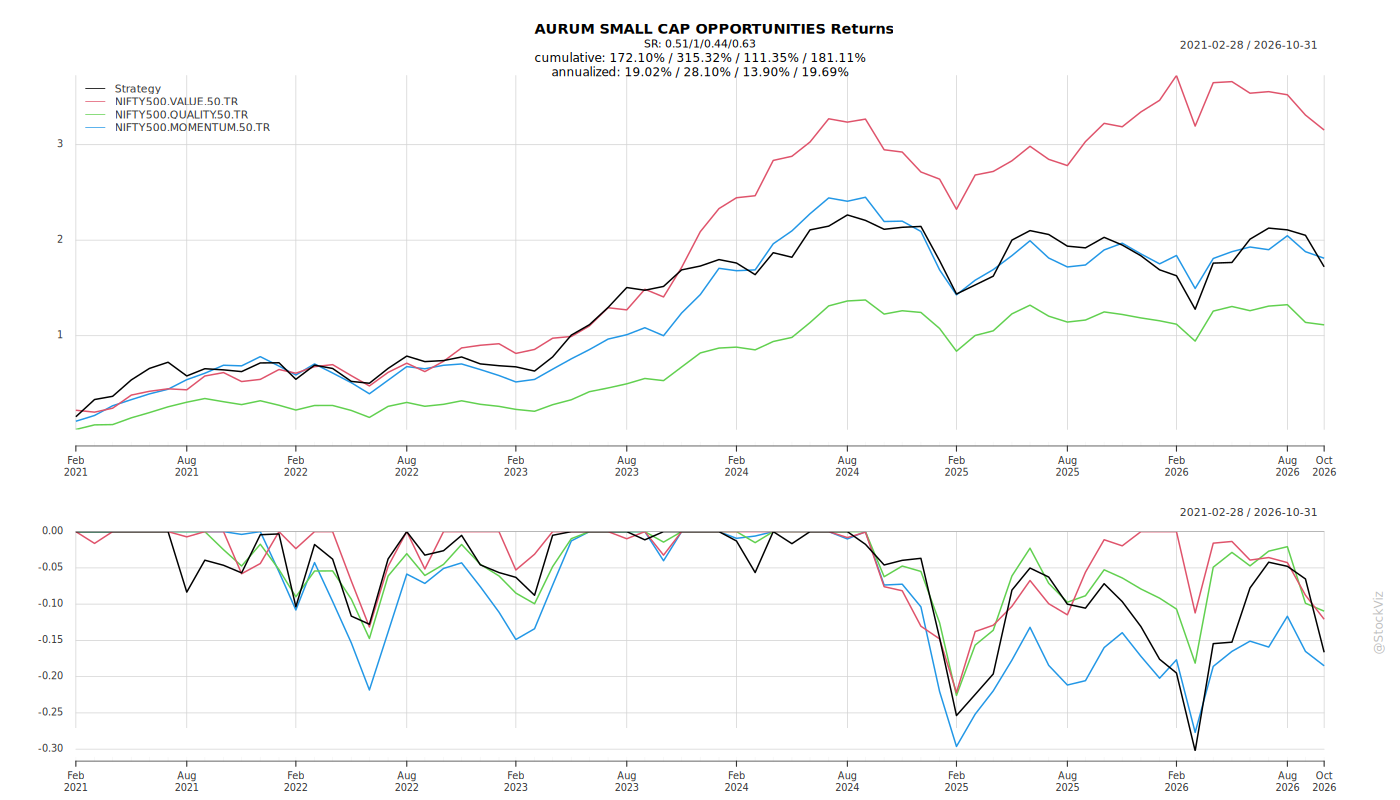 AURUM SMALL CAP OPPORTUNITIES Returns
SR: 0.51/1/0.44/0.63
cumulative: 172.10% / 315.32% / 111.35% / 181.11%
annualized: 19.02% / 28.10% / 13.90% / 19.69%
2021-02-28 / 2026-10-31
Strategy
NIFTY500.VALUE.50.TR
NIFTY500.QUALITY.50.TR
NIFTY500.MOMENTUM.50.TR
3
2
1
Feb 2021
Aug 2021
Feb 2022
Aug 2022
Feb 2023
Aug 2023
Feb 2024
Aug 2024
Feb 2025
Aug 2025
Feb 2026
Aug 2026
Oct 2026
2021-02-28 / 2026-10-31
0.00
-0.05
-0.10
-0.15
-0.20
-0.25
-0.30
Feb 2021
Aug 2021
Feb 2022
Aug 2022
Feb 2023
Aug 2023
Feb 2024
Aug 2024
Feb 2025
Aug 2025
Feb 2026
Aug 2026
Oct 2026
@StockViz